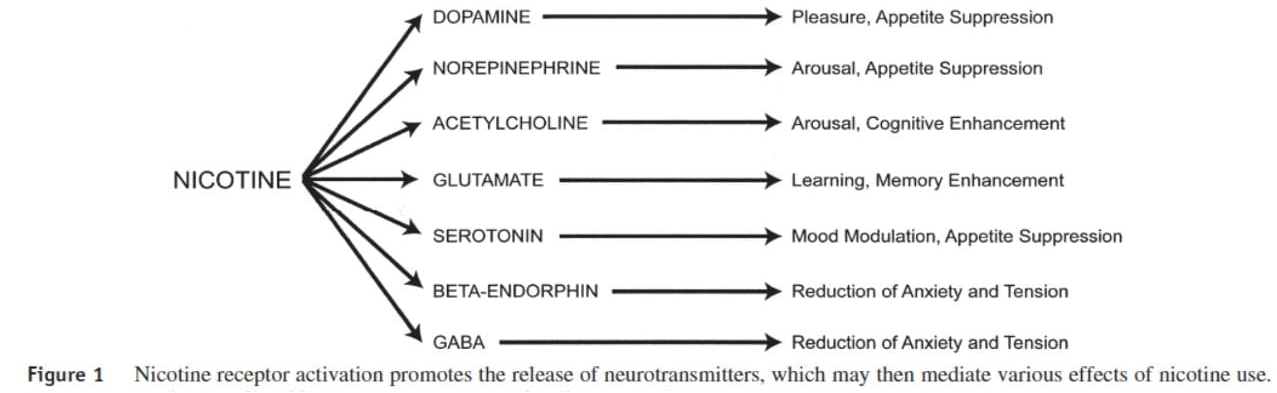 DOPAMINE Pleasure, Appetite Suppression
NOREPINEPHRINE Arousal, Appetite Suppression
ACETYLCHOLINE Arousal, Cognitive Enhancement
NICOTINE GLUTAMATE Learning, Memory Enhancement
SEROTONIN Mood Modulation, Appetite Suppression
BETA-ENDORPHIN Reduction of Anxiety and Tension
GABA Reduction of Anxiety and Tension
Figure 1 Nicotine receptor activation promotes the release of neurotransmitters, which may then mediate various effects of nicotine use.